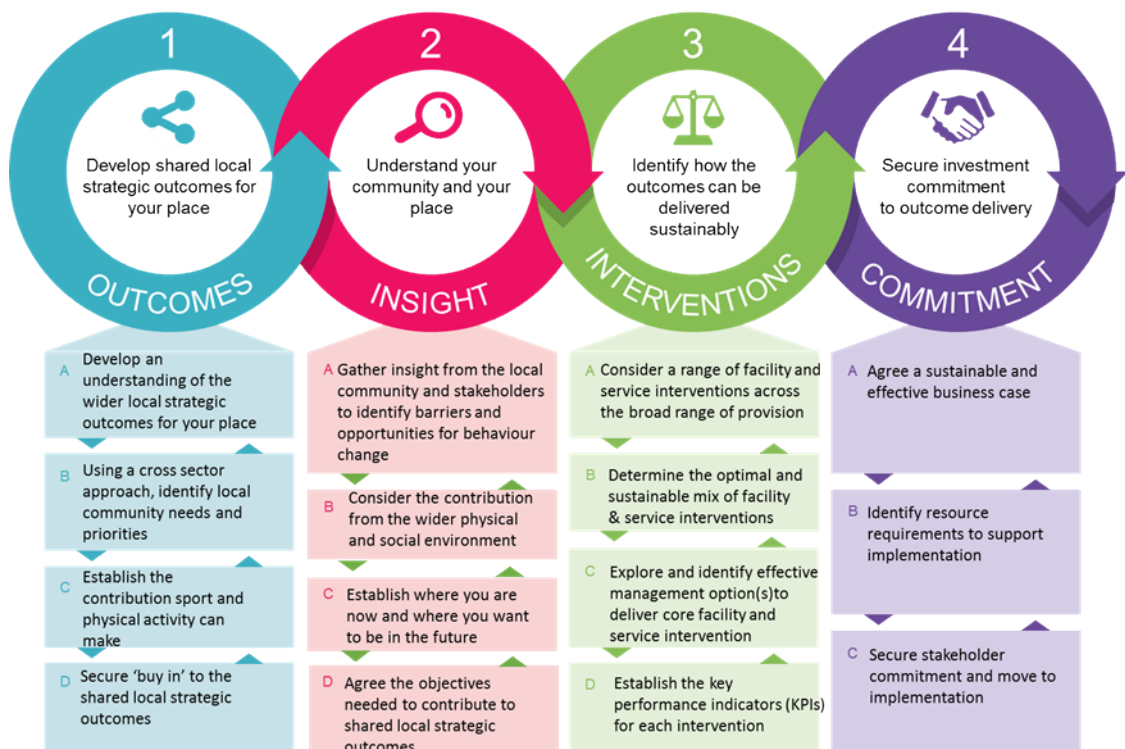 1
Develop shared local
strategic outcomes for
your place
OUTCOMES
A
Develop an
understanding of the
wider local strategic
outcomes for your place
B
Using a cross sector
approach, identify local
community needs and
priorities
C
Establish the
contribution sport and
physical activity can
make
D
Secure ‘buy in’ to the
shared local strategic
outcomes
2
Understand your
community and your
place
INSIGHT
A
Gather insight from the local
community and stakeholders
to identify barriers and
opportunities for behaviour
change
B
Consider the contribution
from the wider physical
and social environment
C
Establish where you are
now and where you want
to be in the future
D
Agree the objectives
needed to contribute to
shared local strategic
outcomes
3
Identify how the
outcomes can be
delivered
sustainably
INTERVENTIONS
A
Consider a range of facility and
service interventions across
the broad range of provision
B
Determine the optimal and
sustainable mix of facility
& service interventions
C
Explore and identify effective
management option(s)to
deliver core facility and
service intervention
D
Establish the key
performance indicators (KPIs)
for each intervention
4
Secure investment
commitment
to outcome delivery
COMMITMENT
A
Agree a sustainable and
effective business case
B
Identify resource
requirements to support
implementation
C
Secure stakeholder
commitment and move to
implementation